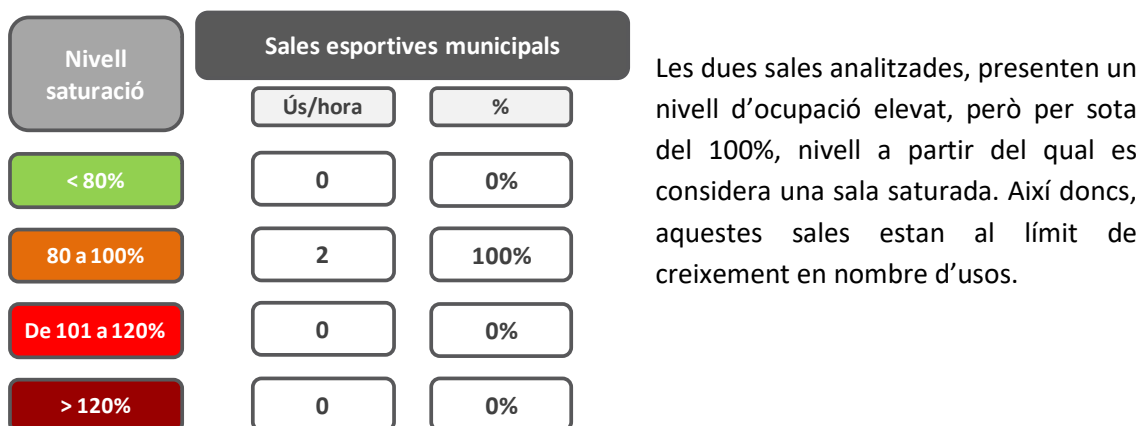 Nivell
saturació
Sales esportives municipals
Ús/hora %
< 80% 0 0%
80 a 100% 2 100%
De 101 a 120% 0 0%
> 120% 0 0%
Les dues sales analitzades, presenten un
nivell d’ocupació elevat, però per sota
del 100%, nivell a partir del qual es
considera una sala saturada. Així doncs,
aquestes sales estan al límit de
creixement en nombre d’usos.